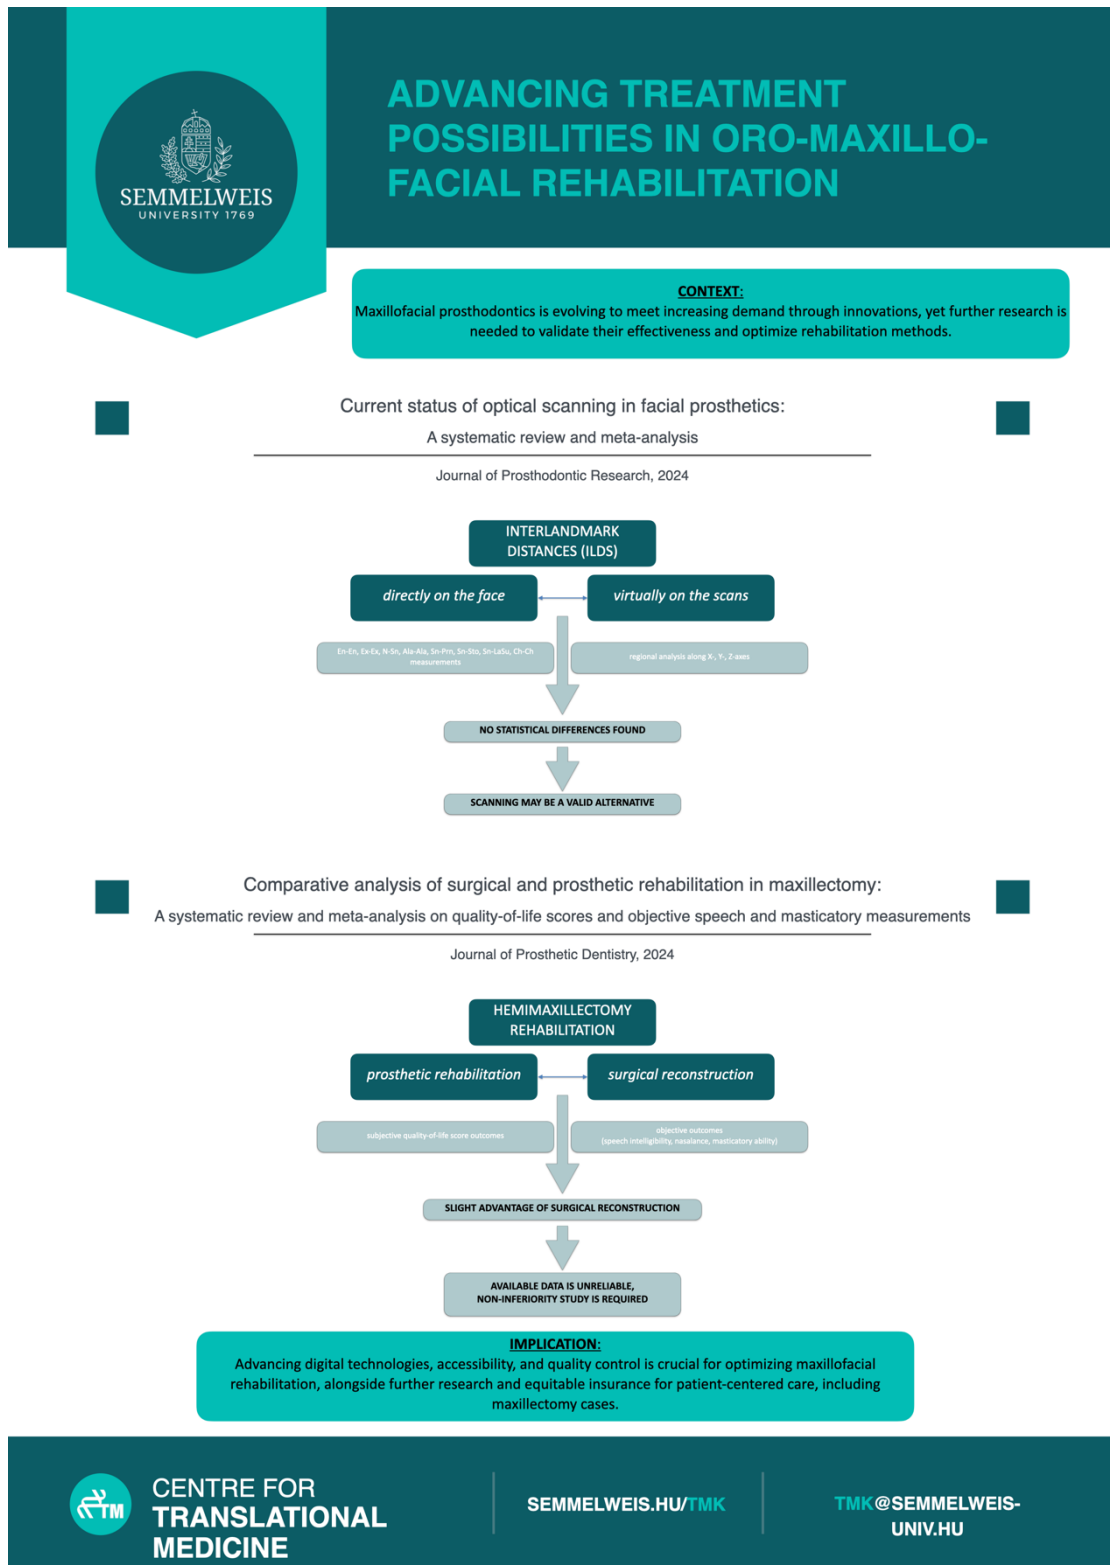 SEMMELWEIS
UNIVERSITY 1769
ADVANCING TREATMENT
POSSIBILITIES IN ORO-MAXILLO-
FACIAL REHABILITATION
CONTEXT:
Maxillofacial prosthodontics is evolving to meet increasing demand through innovations, yet further research is
needed to validate their effectiveness and optimize rehabilitation methods.
Current status of optical scanning in facial prosthetics:
A systematic review and meta-analysis
Journal of Prosthodontic Research, 2024
INTERLANDMARK
DISTANCES (ILDS)
directly on the face
virtually on the scans
En-En, Ex-Ex, N-Sn, Ala-Ala, Sn-Prn, Sn-Sto, Sn-LaSu, Ch-Ch
measurements
regional analysis along X-, Y-, Z-axes
NO STATISTICAL DIFFERENCES FOUND
SCANNING MAY BE A VALID ALTERNATIVE
Comparative analysis of surgical and prosthetic rehabilitation in maxillectomy:
A systematic review and meta-analysis on quality-of-life scores and objective speech and masticatory measurements
Journal of Prosthetic Dentistry, 2024
HEMIMAXILLECTOMY
REHABILITATION
prosthetic rehabilitation
surgical reconstruction
subjective quality-of-life score outcomes
objective outcomes
(speech intelligibility, nasalance, masticatory ability)
SLIGHT ADVANTAGE OF SURGICAL RECONSTRUCTION
AVAILABLE DATA IS UNRELIABLE,
NON-INFERIORITY STUDY IS REQUIRED
IMPLICATION:
Advancing digital technologies, accessibility, and quality control is crucial for optimizing maxillofacial
rehabilitation, alongside further research and equitable insurance for patient-centered care, including
maxillectomy cases.
TM
CENTRE FOR
TRANSLATIONAL
MEDICINE
SEMMELWEIS.HU/TMK
TMK@SEMMELWEIS-
UNIV.HU